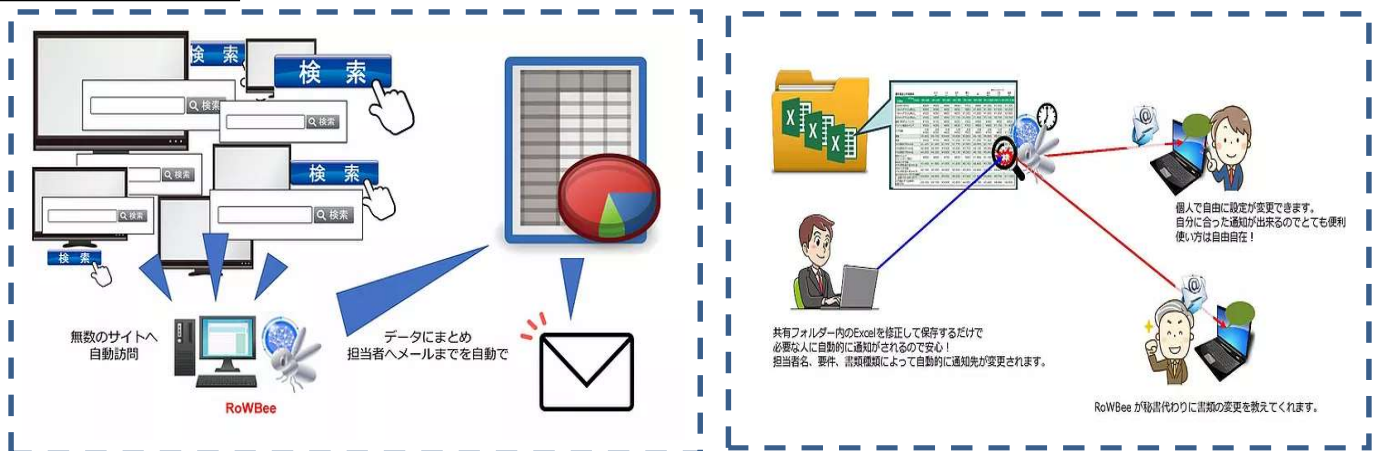 検 索
検 索
検索
検索
検索
検索
検索
検 索
検索
検 索
無数のサイトへ
自動訪問
データにまとめ
担当者へメールまでを自動で
RoWBee
個人で自由に設定が変更できます。
自分に合った通知が出来るのでとても便利
使い方は自由自在！
共有フォルダー内のExcelを修正して保存するだけで
必要な人に自動的に通知がされるので安心！
担当者名、要件、書類種類によって自動的に通知先が変更されます。
RoWBee が秘書代わりに書類の変更を教えてくれます。